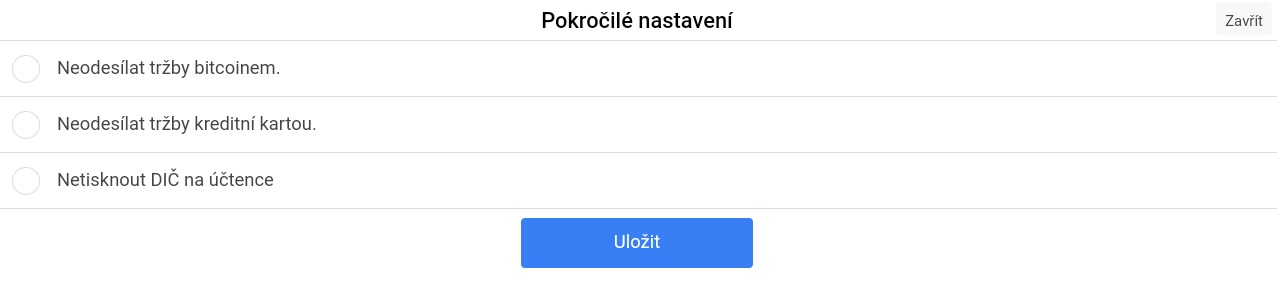 Pokročilé nastavení
Zavřít
Neodesílat tržby bitcoinem.
Neodesílat tržby kreditní kartou.
Netisknout DIČ na účtence
Uložit